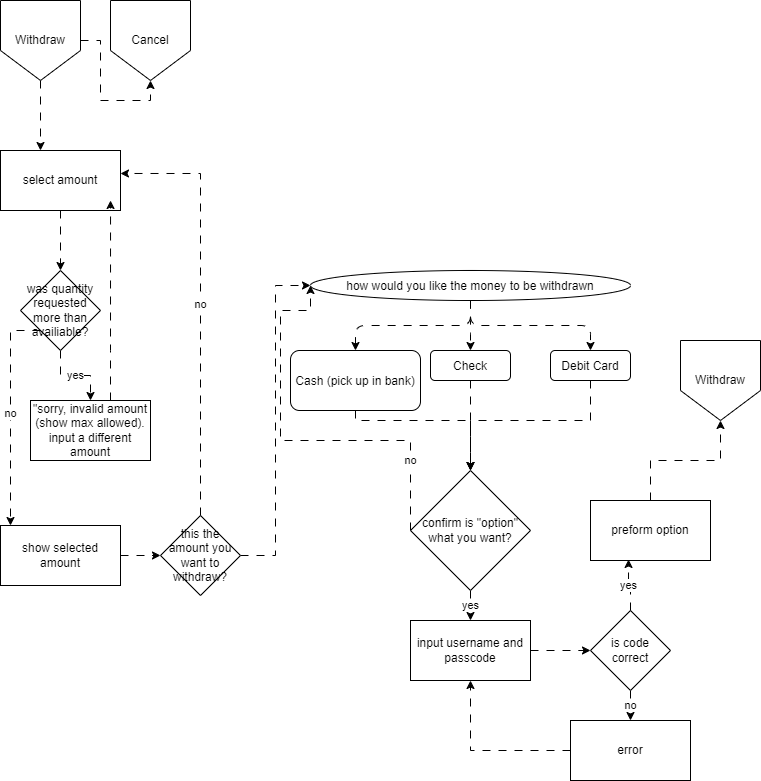 Withdraw
Cancel
select amount
was quantity
requested
more than
availiable?
no
yes
"sorry, invalid amount
(show max allowed).
input a different
amount
no
show selected
amount
this the
amount you
want to
withdraw?
how would you like the money to be withdrawn
Cash (pick up in bank)
Check
Debit Card
no
confirm is "option"
what you want?
yes
input username and
passcode
is code
correct
no
error
yes
preform option
Withdraw